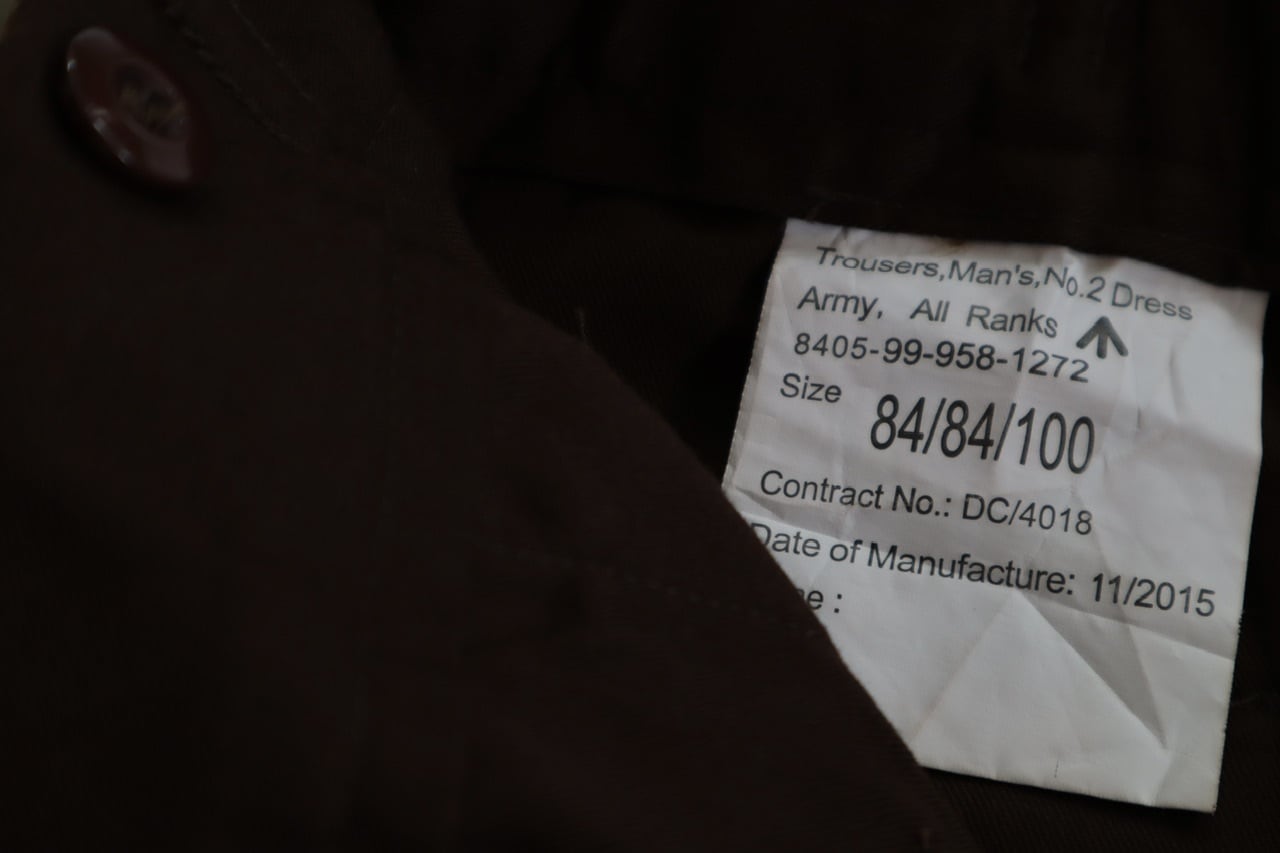 Trousers,Man's,No.2 Dress
Army, All Ranks
8405-99-958-1272
Size 84/84/100
Contract No.: DC/4018
Date of Manufacture: 11/2015